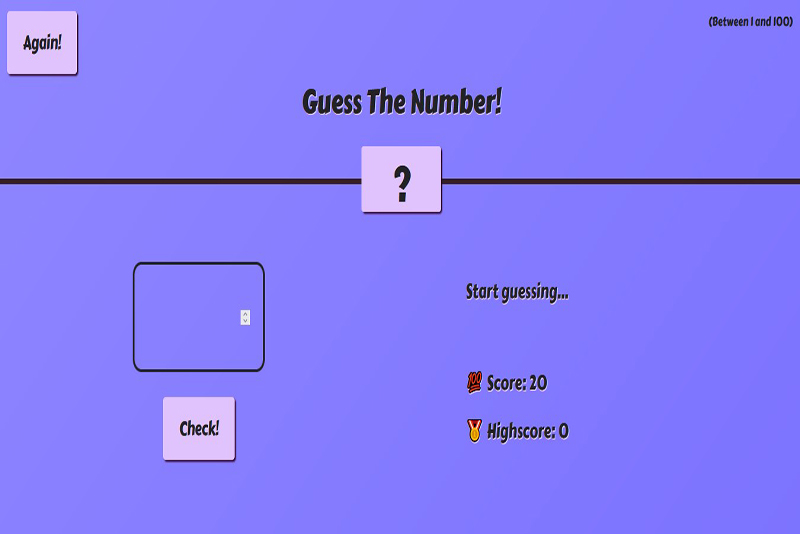 Again!
(Between 1 and 100)
Guess The Number!
?
Start guessing...
💯 Score: 20
Check!
🏅 Highscore: 0